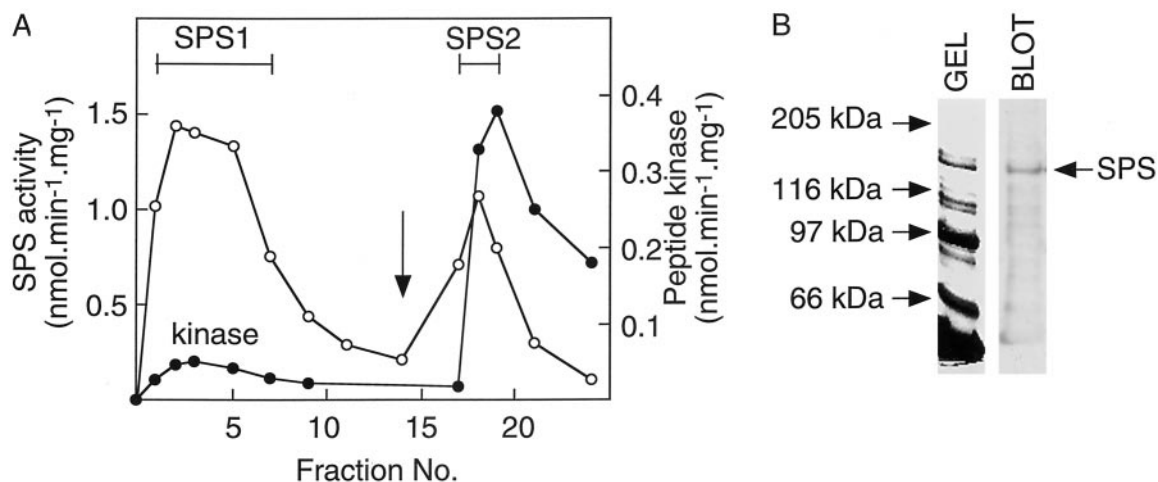 A
SPS1
SPS2
SPS activity
(nmol.min-1.mg-1)
1.5
1.0
0.5
kinase
5
10
15
20
Fraction No.
0.4
0.3
0.2
0.1
Peptide kinase
(nmol.min-1.mg-1)
B
GEL
BLOT
205 kDa
116 kDa
97 kDa
66 kDa
SPS